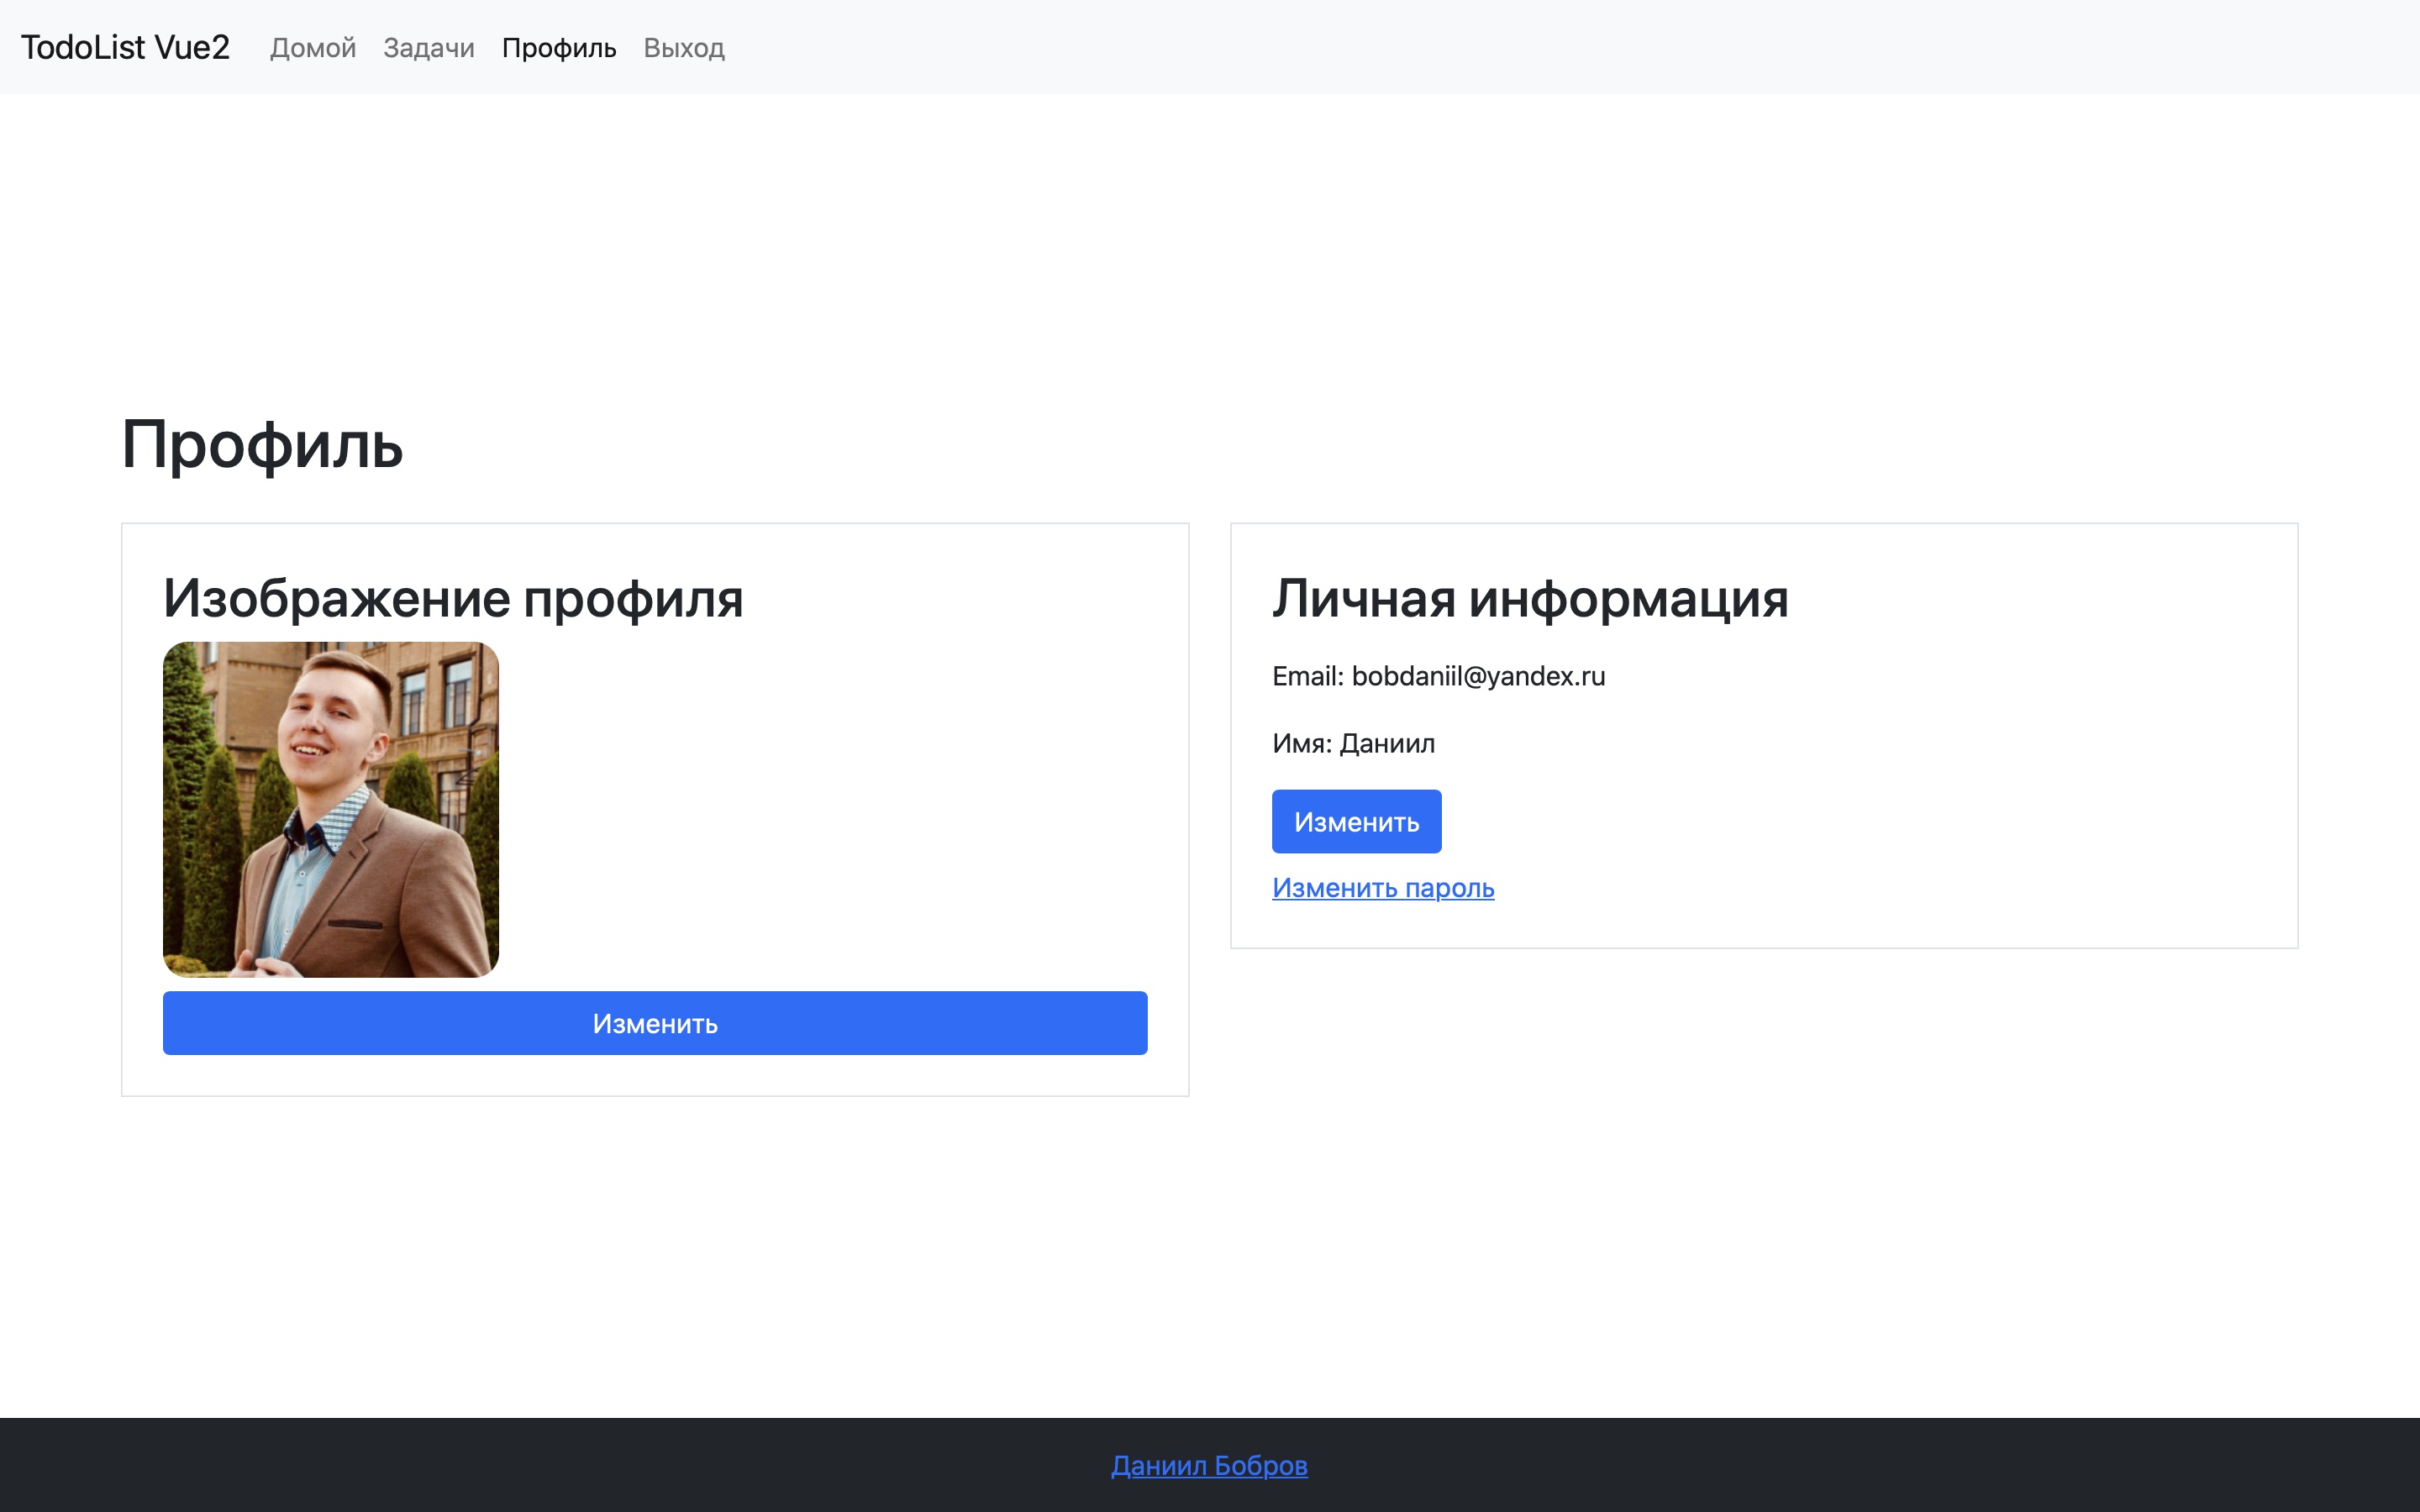 TodoList Vue2 Домой Задачи Профиль Выход
Профиль
Изображение профиля
Изменить
Личная информация
Email: bobdaniil@yandex.ru
Имя: Даниил
Изменить
Изменить пароль
Даниил Бобров